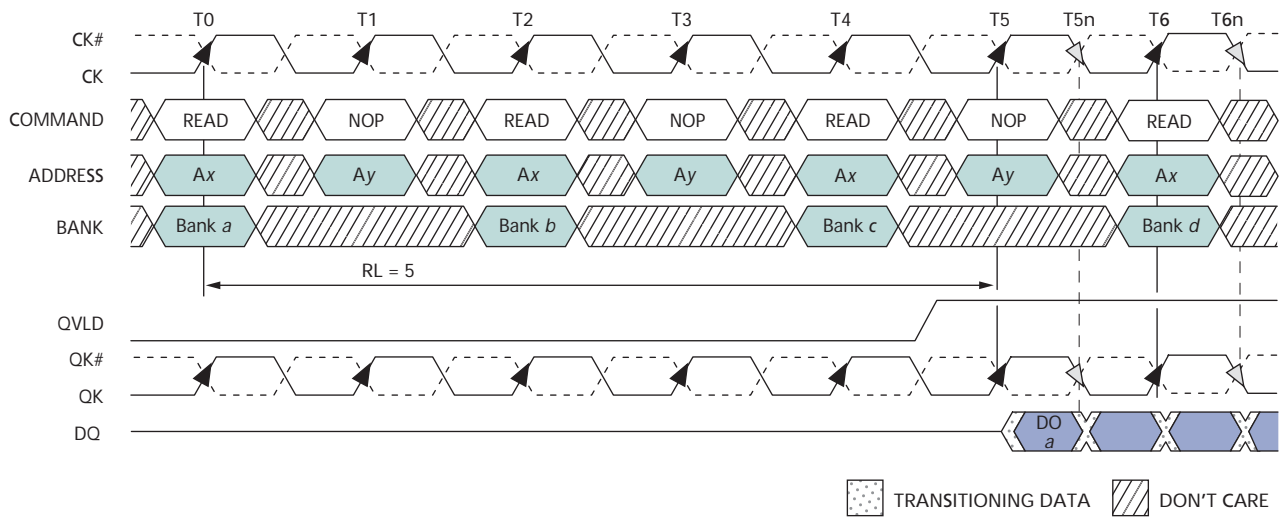 T0 T1 T2 T3 T4 T5 T5n T6 T6n
CK#
CK
COMMAND READ NOP READ NOP READ NOP READ
ADDRESS Ax Ay Ax Ay Ax Ay Ax
BANK Bank a Bank b Bank c Bank d
RL = 5
QVLD
QK#
QK
DQ DO
a
TRANSITIONING DATA DON'T CARE